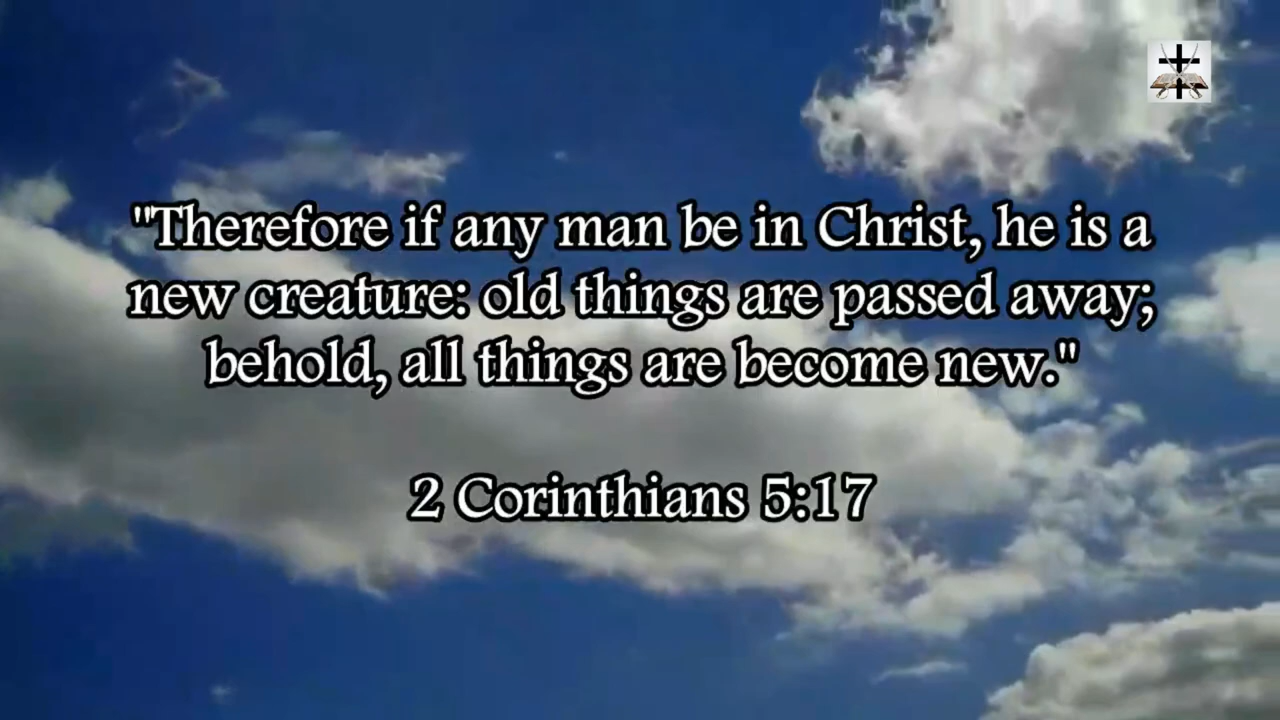 "Therefore if any man be in Christ, he is a
new creature: old things are passed away;
behold, all things are become new."
2 Corinthians 5:17